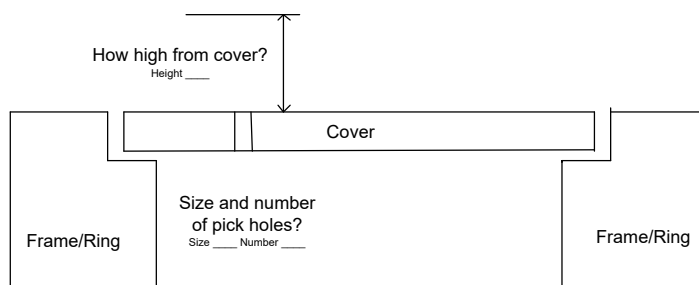 How high from cover?
Height ____
Cover
Size and number
of pick holes?
Size ____ Number ____
Frame/Ring
Frame/Ring